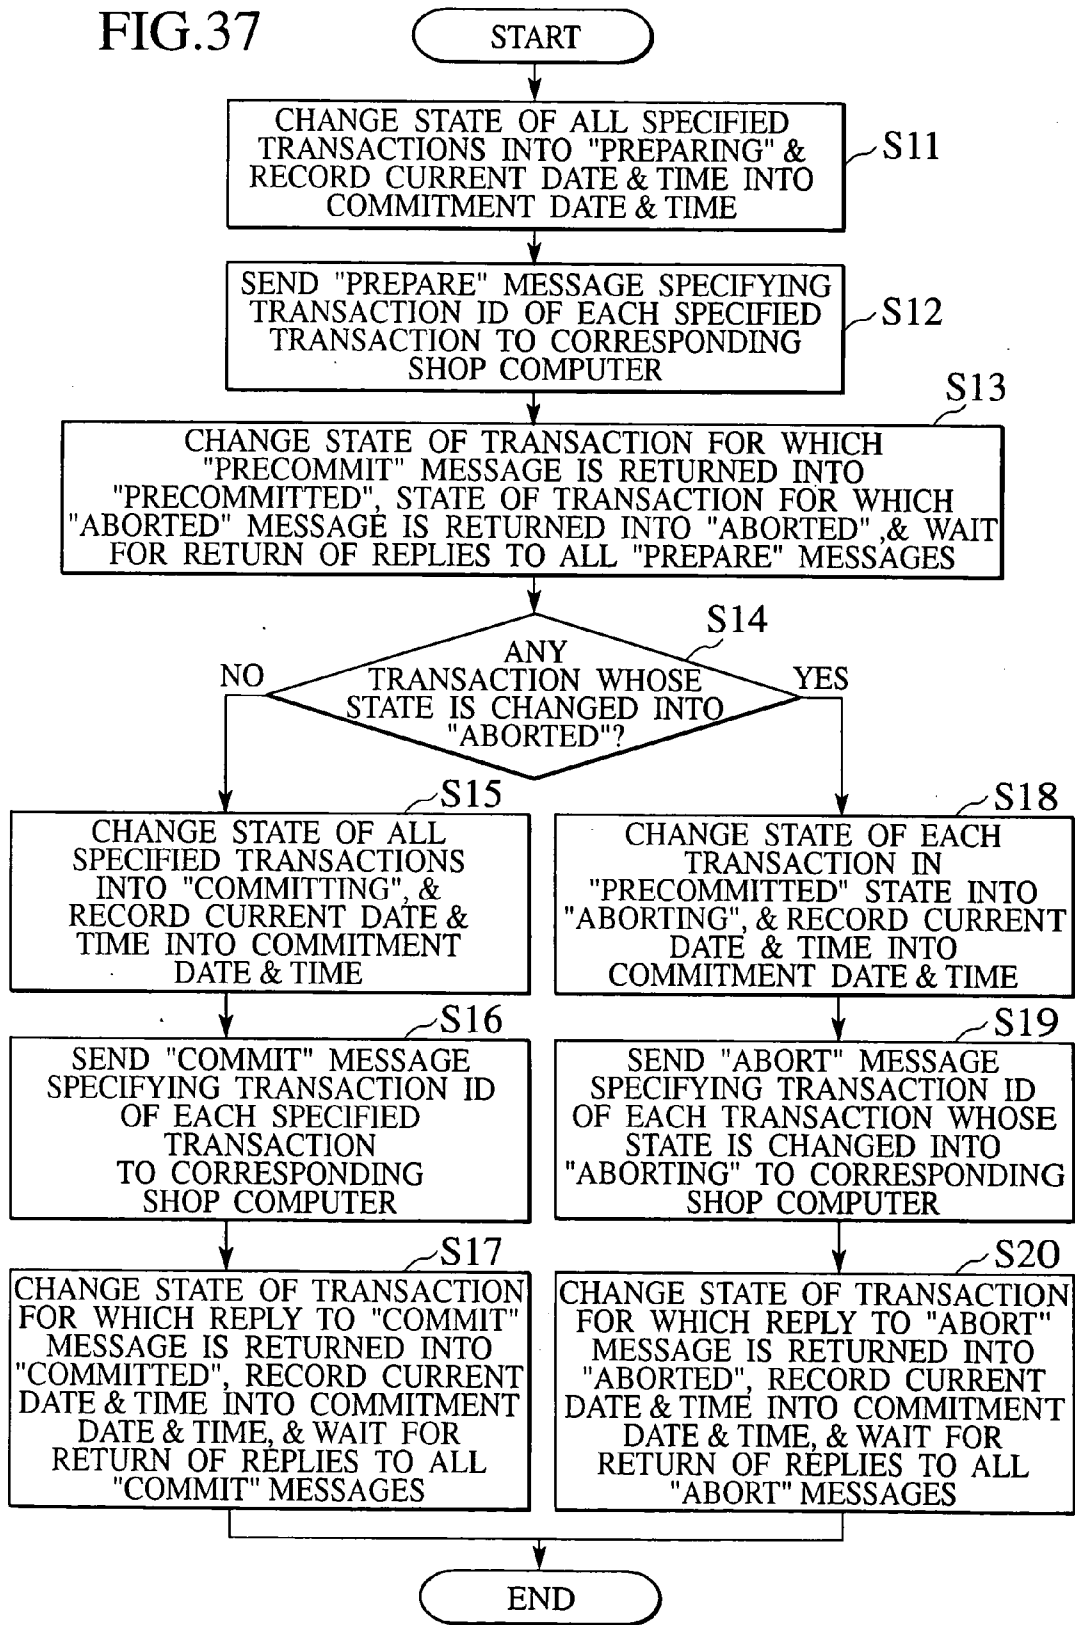 FIG.37
START
CHANGE STATE OF ALL SPECIFIED
TRANSACTIONS INTO "PREPARING" &
RECORD CURRENT DATE & TIME INTO
COMMITMENT DATE & TIME
S11
SEND "PREPARE" MESSAGE SPECIFYING
TRANSACTION ID OF EACH SPECIFIED
TRANSACTION TO CORRESPONDING
SHOP COMPUTER
S12
S13
CHANGE STATE OF TRANSACTION FOR WHICH
"PRECOMMIT" MESSAGE IS RETURNED INTO
"PRECOMMITTED", STATE OF TRANSACTION FOR WHICH
"ABORTED" MESSAGE IS RETURNED INTO "ABORTED" ,& WAIT
FOR RETURN OF REPLIES TO ALL "PREPARE" MESSAGES
S14
ANY
TRANSACTION WHOSE
STATE IS CHANGED INTO
"ABORTED"?
NO
YES
S15
CHANGE STATE OF ALL
SPECIFIED TRANSACTIONS
INTO "COMMITTING", &
RECORD CURRENT DATE &
TIME INTO COMMITMENT
DATE & TIME
S16
SEND "COMMIT" MESSAGE
SPECIFYING TRANSACTION ID
OF EACH SPECIFIED
TRANSACTION
TO CORRESPONDING
SHOP COMPUTER
S17
CHANGE STATE OF TRANSACTION
FOR WHICH REPLY TO "COMMIT"
MESSAGE IS RETURNED INTO
"COMMITTED", RECORD CURRENT
DATE & TIME INTO COMMITMENT
DATE & TIME, & WAIT FOR
RETURN OF REPLIES TO ALL
"COMMIT" MESSAGES
S18
CHANGE STATE OF EACH
TRANSACTION IN
"PRECOMMITTED" STATE INTO
"ABORTING", & RECORD CURRENT
DATE & TIME INTO
COMMITMENT DATE & TIME
S19
SEND "ABORT" MESSAGE
SPECIFYING TRANSACTION ID
OF EACH TRANSACTION WHOSE
STATE IS CHANGED INTO
"ABORTING" TO CORRESPONDING
SHOP COMPUTER
S20
CHANGE STATE OF TRANSACTION
FOR WHICH REPLY TO "ABORT"
MESSAGE IS RETURNED INTO
"ABORTED", RECORD CURRENT
DATE & TIME INTO COMMITMENT
DATE & TIME, & WAIT FOR
RETURN OF REPLIES TO ALL
"ABORT" MESSAGES
END